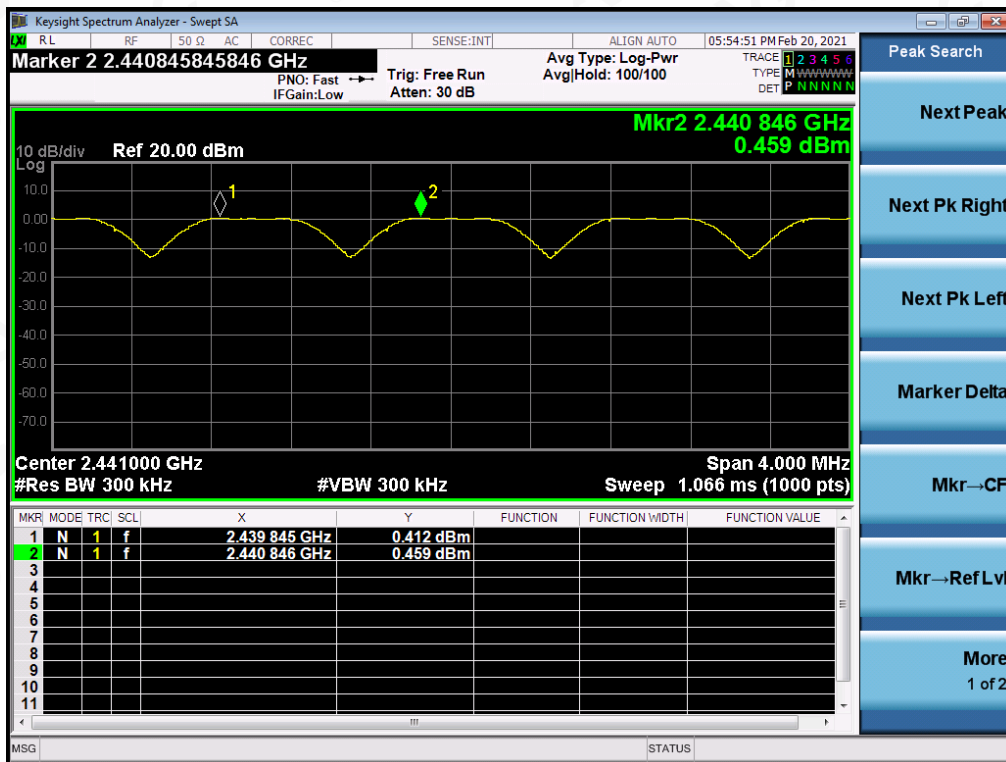 Keysight Spectrum Analyzer - Swept SA
LXI RL RF 50 Ω AC CORREC SENSE:INT ALIGN AUTO 05:54:51 PM Feb 20, 2021
Marker 2 2.440845845846 GHz
PNO: Fast
IFGain:Low
Trig: Free Run
Atten: 30 dB
Avg Type: Log-Pwr
Avg|Hold: 100/100
TRACE 1 2 3 4 5 6
TYPE M WWWWW
DET P N N N N N
Mkr2 2.440 846 GHz
0.459 dBm
10 dB/div Ref 20.00 dBm
Log
10.0
0.00
-10.0
-20.0
-30.0
-40.0
-50.0
-60.0
-70.0
1
2
Center 2.441000 GHz Span 4.000 MHz
#Res BW 300 kHz #VBW 300 kHz Sweep 1.066 ms (1000 pts)
MKR MODE TRC SCL X Y FUNCTION FUNCTION WIDTH FUNCTION VALUE
1 N 1 f 2.439 845 GHz 0.412 dBm
2 N 1 f 2.440 846 GHz 0.459 dBm
3
4
5
6
7
8
9
10
11
MSG STATUS
Peak Search
Next Peak
Next Pk Right
Next Pk Left
Marker Delta
Mkr→CF
Mkr→Ref Lvl
More
1 of 2